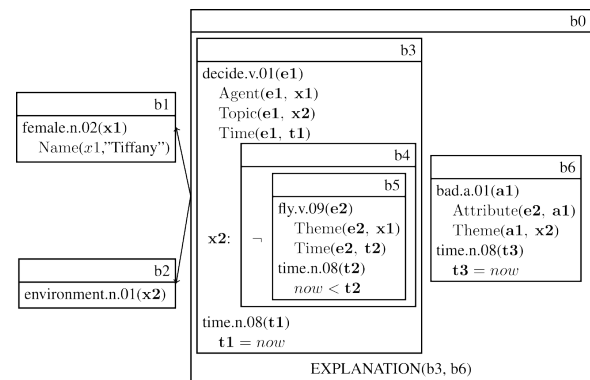 b0
b3
decide.v.01(e1)
Agent(e1, x1)
Topic(e1, x2)
Time(e1, t1)
b1
female.n.02(x1)
Name(x1,"Tiffany")
b4
b5
fly.v.09(e2)
Theme(e2, x1)
Time(e2, t2)
time.n.08(t2)
now < t2
x2: ¬
b6
bad.a.01(a1)
Attribute(e2, a1)
Theme(a1, x2)
time.n.08(t3)
t3 = now
b2
environment.n.01(x2)
time.n.08(t1)
t1 = now
EXPLANATION(b3, b6)